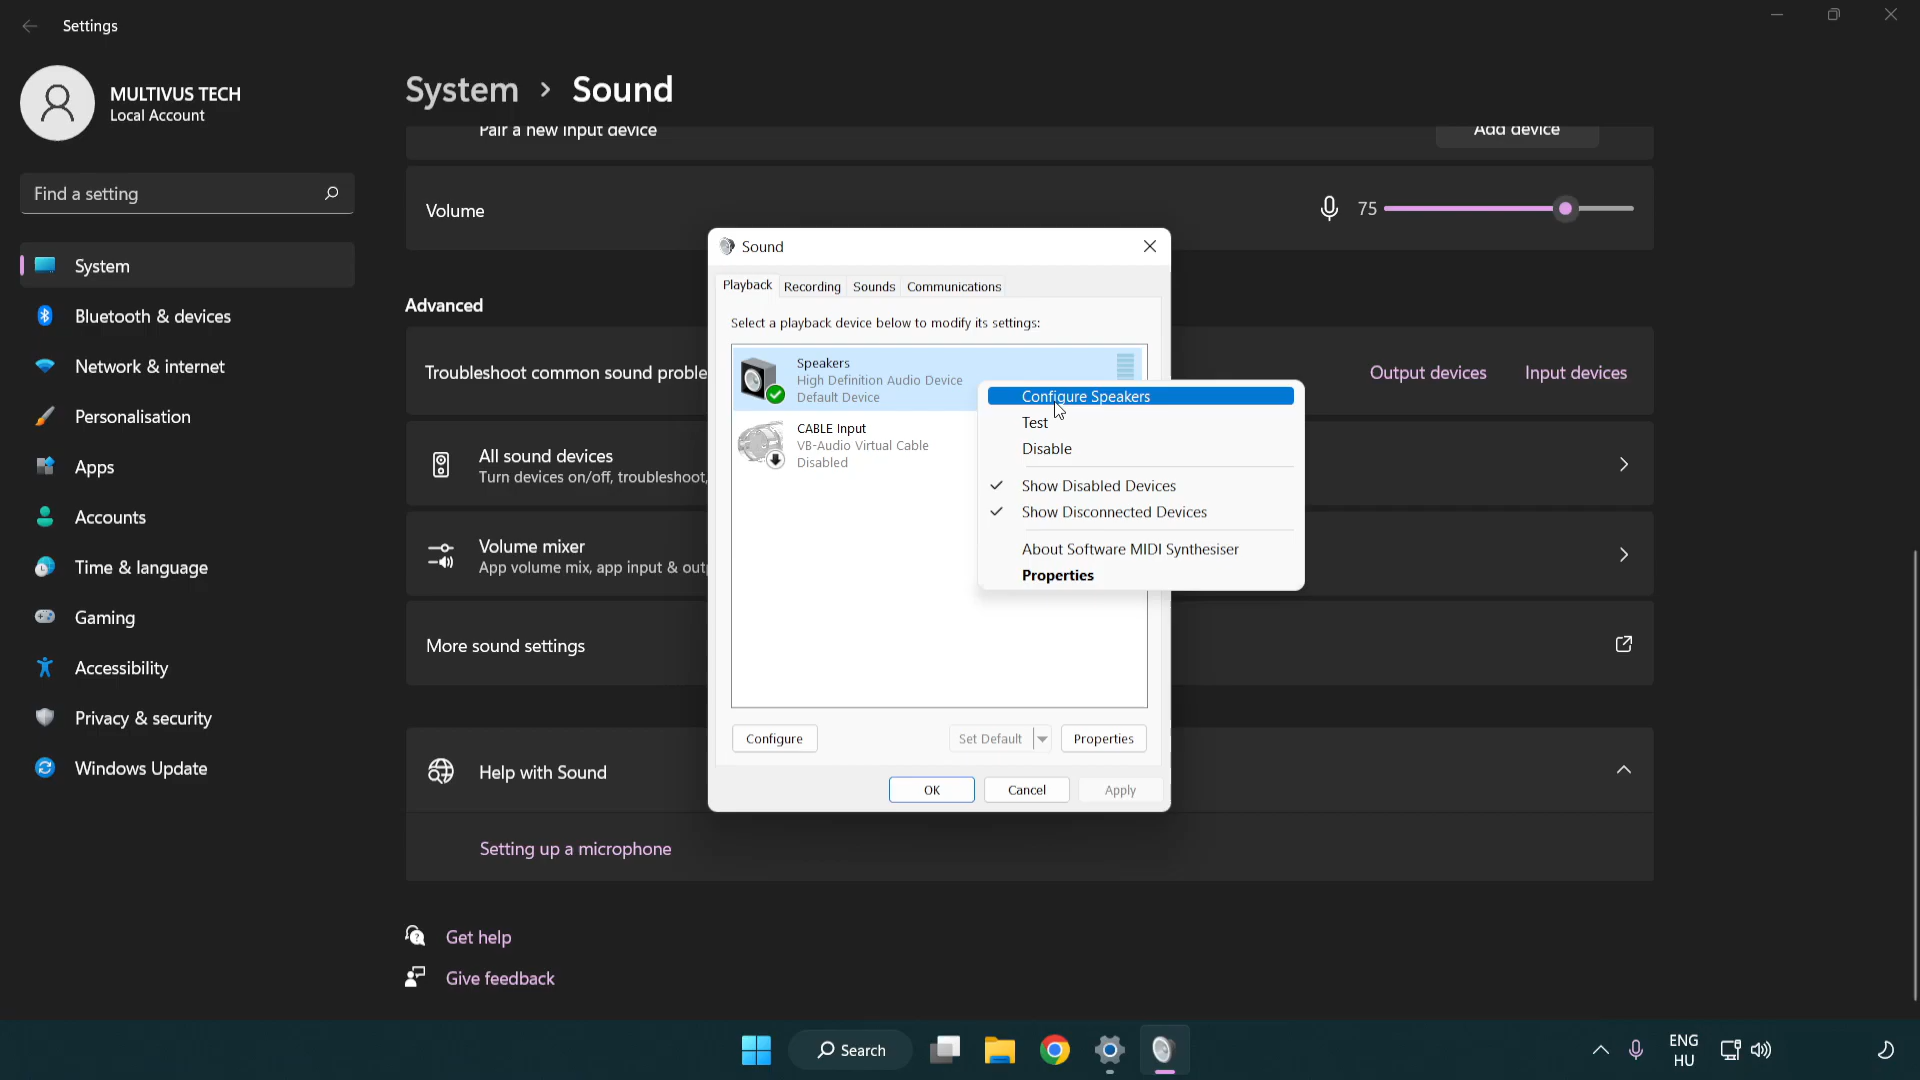 Settings
MULTIVUS TECH
Local Account
Find a setting
System
Bluetooth & devices
Network & internet
Personalisation
Apps
Accounts
Time & language
Gaming
Accessibility
Privacy & security
Windows Update
System › Sound
Pair a new input device
Add device
Volume
75
Advanced
Troubleshoot common sound proble
Output devices
Input devices
All sound devices
Turn devices on/off, troubleshoot,
Volume mixer
App volume mix, app input & out
More sound settings
Help with Sound
Setting up a microphone
Get help
Give feedback
Sound
Playback
Recording
Sounds
Communications
Select a playback device below to modify its settings:
Speakers
High Definition Audio Device
Default Device
CABLE Input
VB-Audio Virtual Cable
Disabled
Configure Speakers
Test
Disable
Show Disabled Devices
Show Disconnected Devices
About Software MIDI Synthesiser
Properties
Configure
Set Default
Properties
OK
Cancel
Apply
Search
ENG
HU